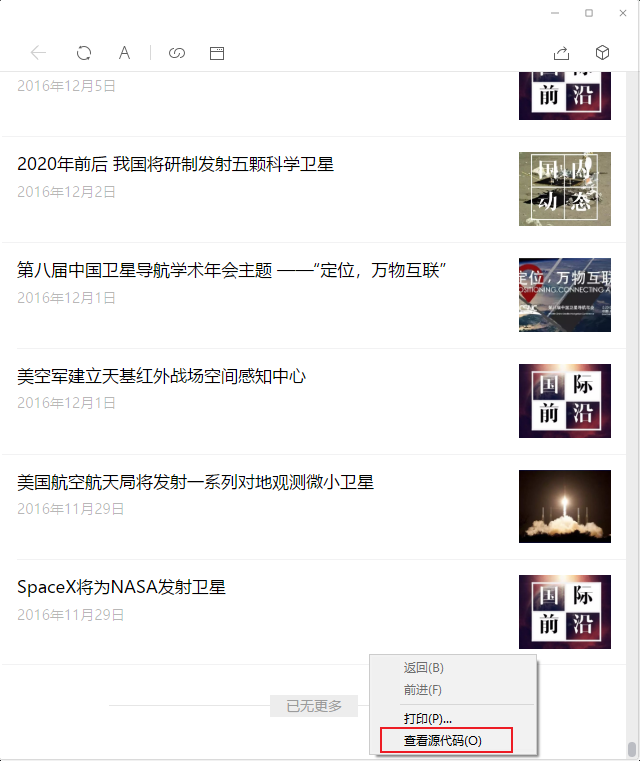 A
2016年12月5日
前沿
2020年前后 我国将研制发射五颗科学卫星
2016年12月2日
国内
动态
第八届中国卫星导航学术年会主题 ——“定位，万物互联”
2016年12月1日
定位，万物互联
POSITIONING, CONNECTING A
美空军建立天基红外战场空间感知中心
2016年12月1日
国际
前沿
美国航空航天局将发射一系列对地观测微小卫星
2016年11月29日
SpaceX将为NASA发射卫星
2016年11月29日
国际
前沿
已无更多
返回(B)
前进(F)
打印(P)...
查看源代码(O)